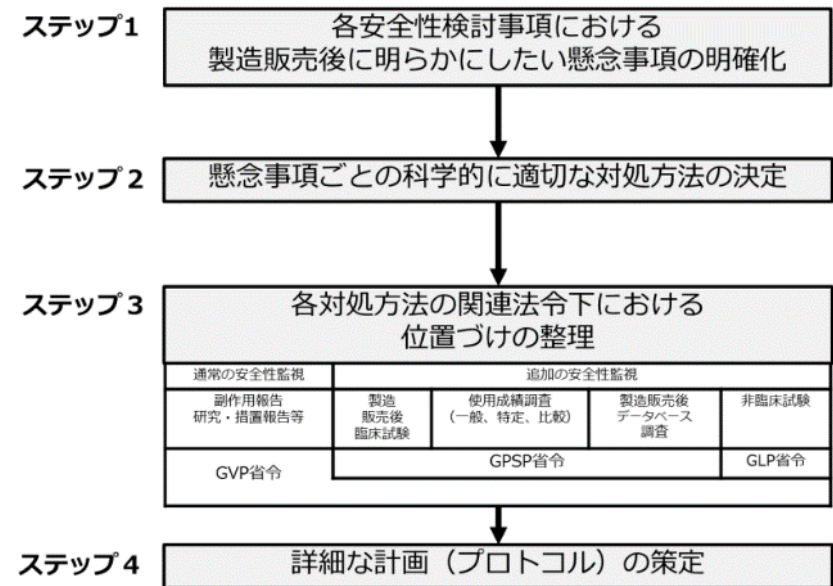 ステップ1
各安全性検討事項における
製造販売後に明らかにしたい懸念事項の明確化
ステップ2
懸念事項ごとの科学的に適切な対処方法の決定
ステップ3
各対処方法の関連法令下における
位置づけの整理
通常の安全性監視
追加の安全性監視
副作用報告
研究・措置報告等
製造
販売後
臨床試験
使用成績調査
(一般、特定、比較)
製造販売後
データベース
調査
非臨床試験
GVP省令
GPSP省令
GLP省令
ステップ4
詳細な計画（プロトコル）の策定